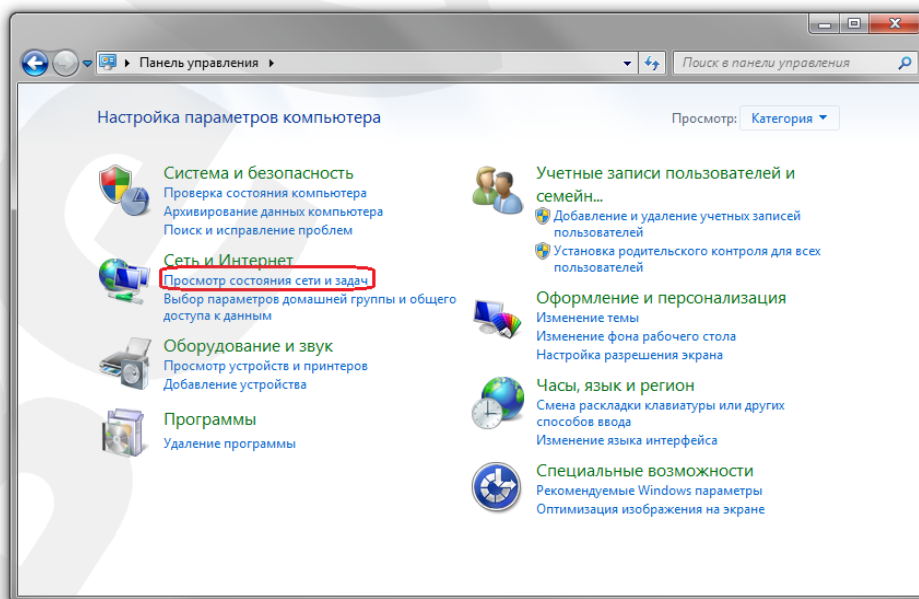 Панель управления
Поиск в панели управления
Настройка параметров компьютера
Просмотр: Категория
Система и безопасность
Проверка состояния компьютера
Архивирование данных компьютера
Поиск и исправление проблем
Сеть и Интернет
Просмотр состояния сети и задач
Выбор параметров домашней группы и общего
доступа к данным
Оборудование и звук
Просмотр устройств и принтеров
Добавление устройства
Программы
Удаление программы
Учетные записи пользователей и
семейн...
Добавление и удаление учетных записей
пользователей
Установка родительского контроля для всех
пользователей
Оформление и персонализация
Изменение темы
Изменение фона рабочего стола
Настройка разрешения экрана
Часы, язык и регион
Смена раскладки клавиатуры или других
способов ввода
Изменение языка интерфейса
Специальные возможности
Рекомендуемые Windows параметры
Оптимизация изображения на экране